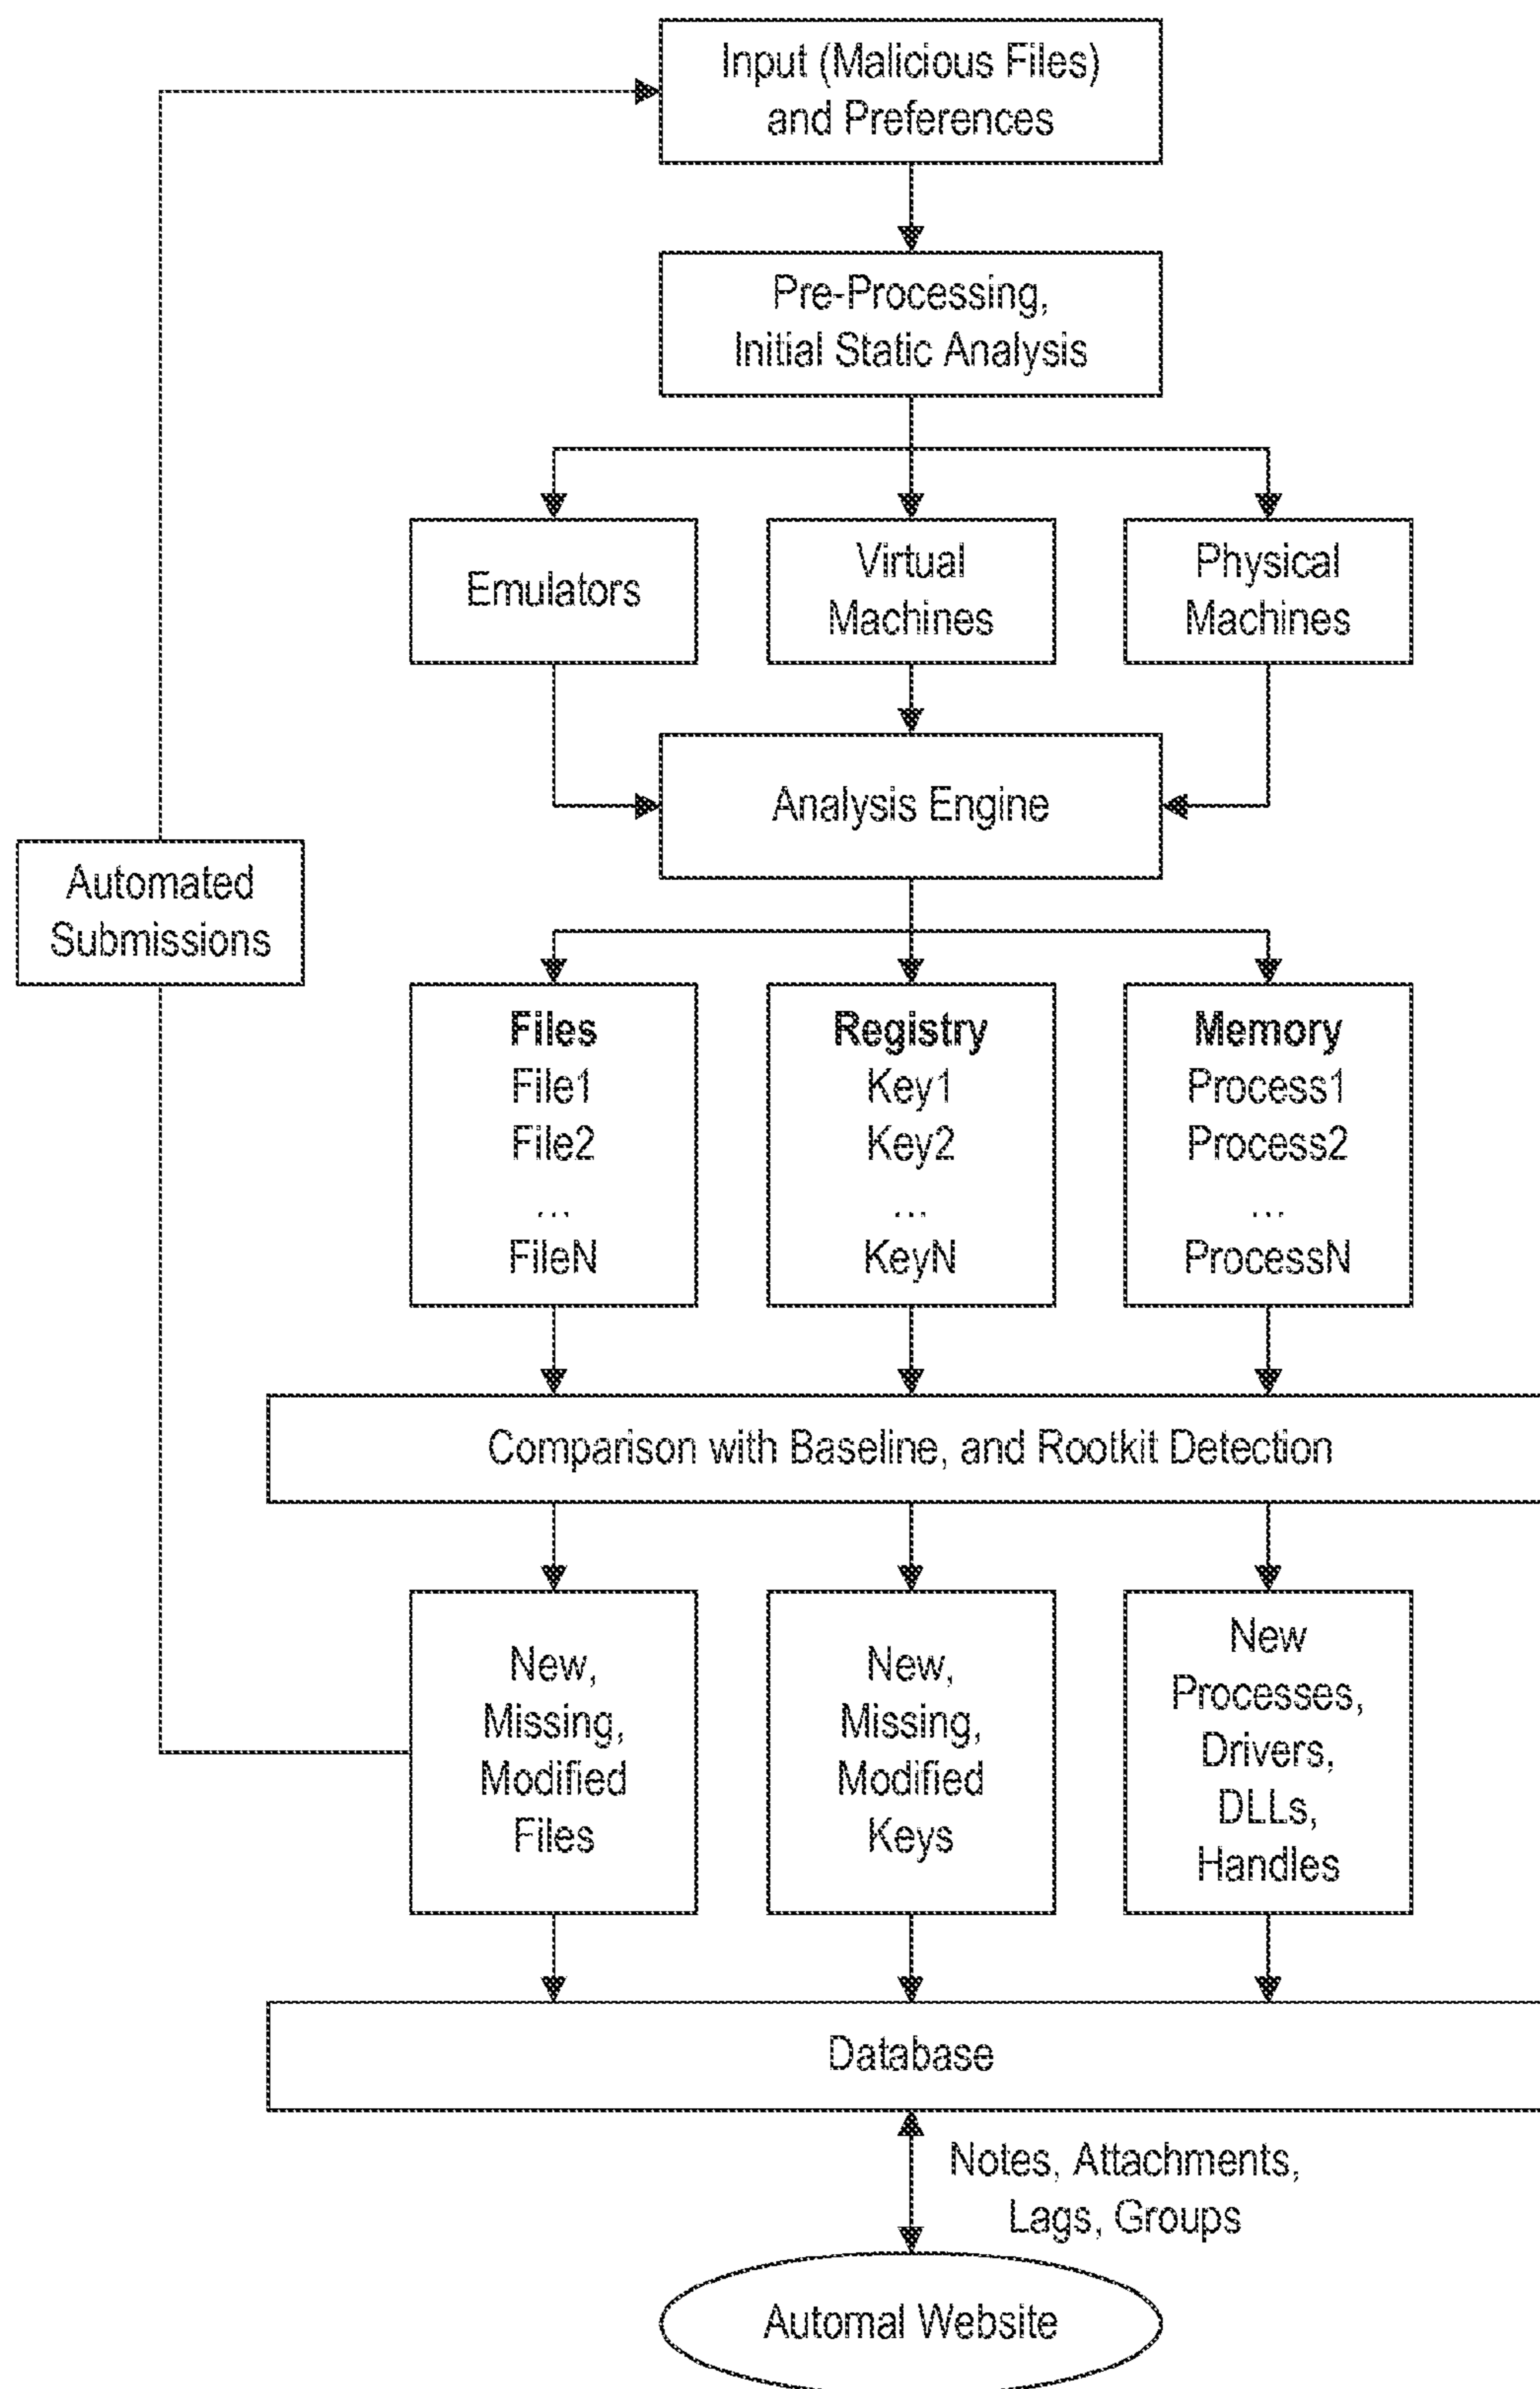 Input (Malicious Files)
and Preferences
Pre-Processing,
Initial Static Analysis
Emulators
Virtual
Machines
Physical
Machines
Analysis Engine
Automated
Submissions
Files
File1
File2
...
FileN
Registry
Key1
Key2
...
KeyN
Memory
Process1
Process2
...
ProcessN
Comparison with Baseline, and Rootkit Detection
New,
Missing,
Modified
Files
New,
Missing,
Modified
Keys
New
Processes,
Drivers,
DLLs,
Handles
Database
Notes, Attachments,
Lags, Groups
Automal Website